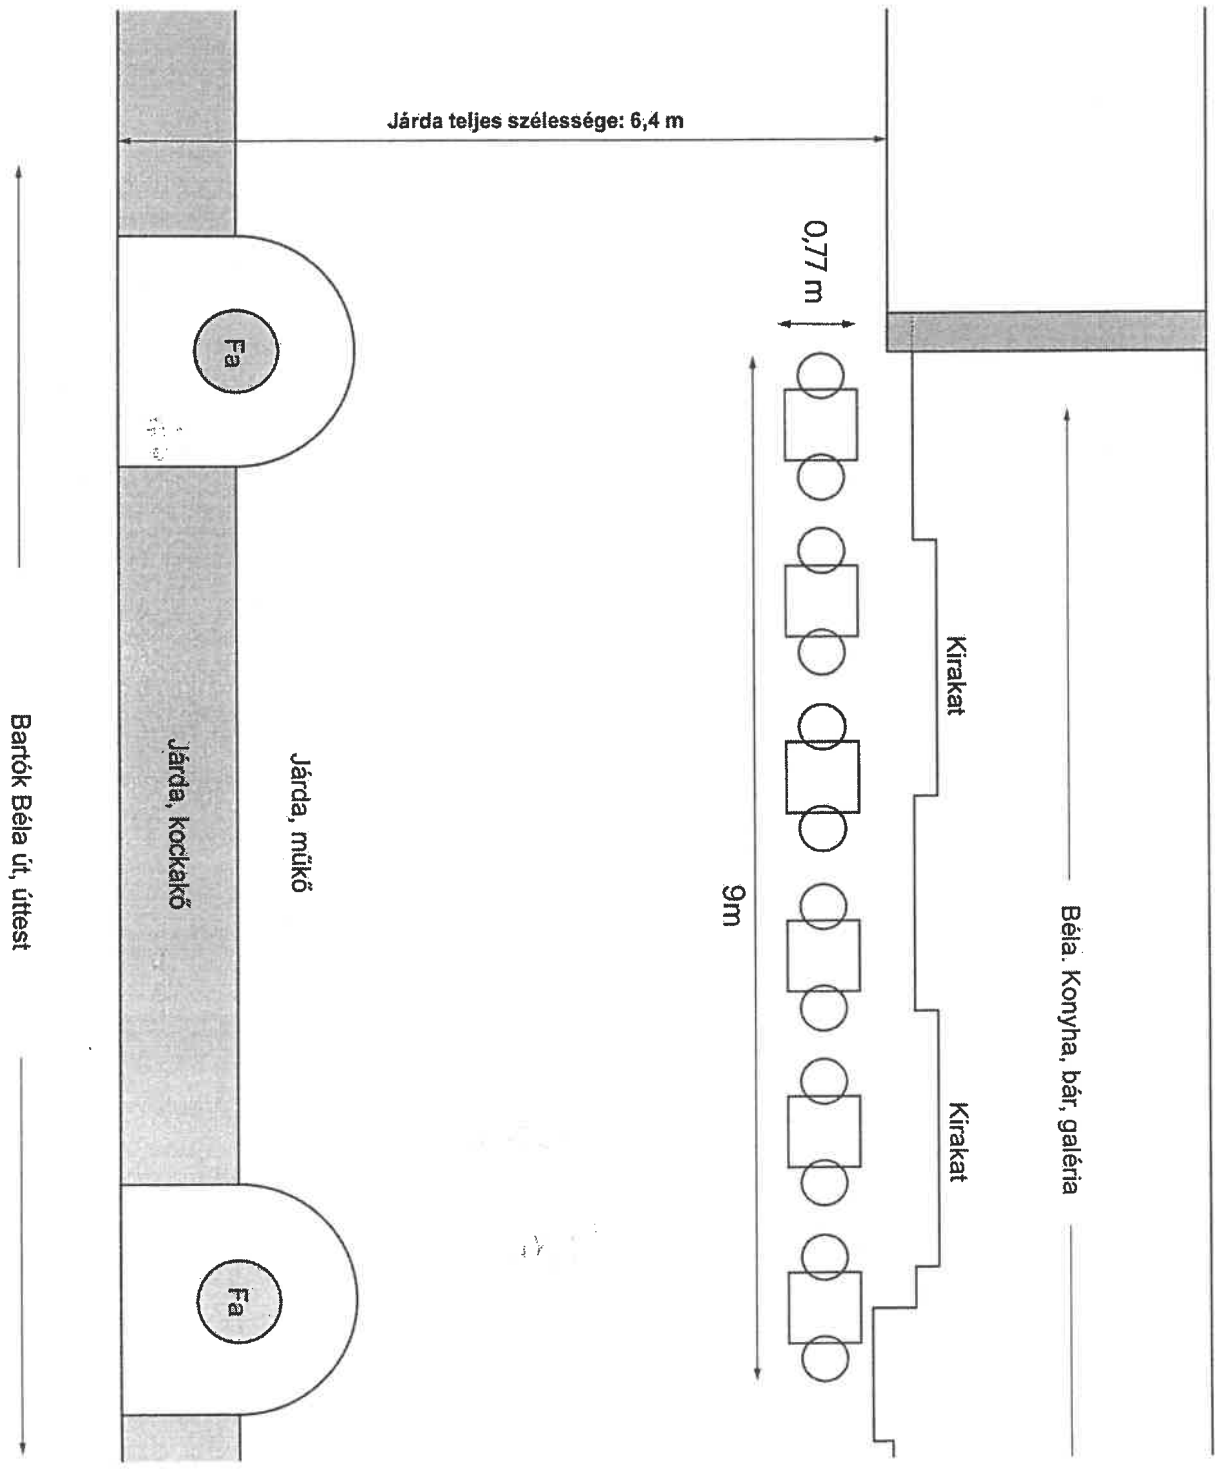 Járda teljes szélessége: 6,4 m
0,77 m
Fa
Kirakat
Bartók Béla út, úttest
Járda, kockakő
Járda, műkő
9m
Béla. Konyha, bár, galéria
Kirakat
Fa